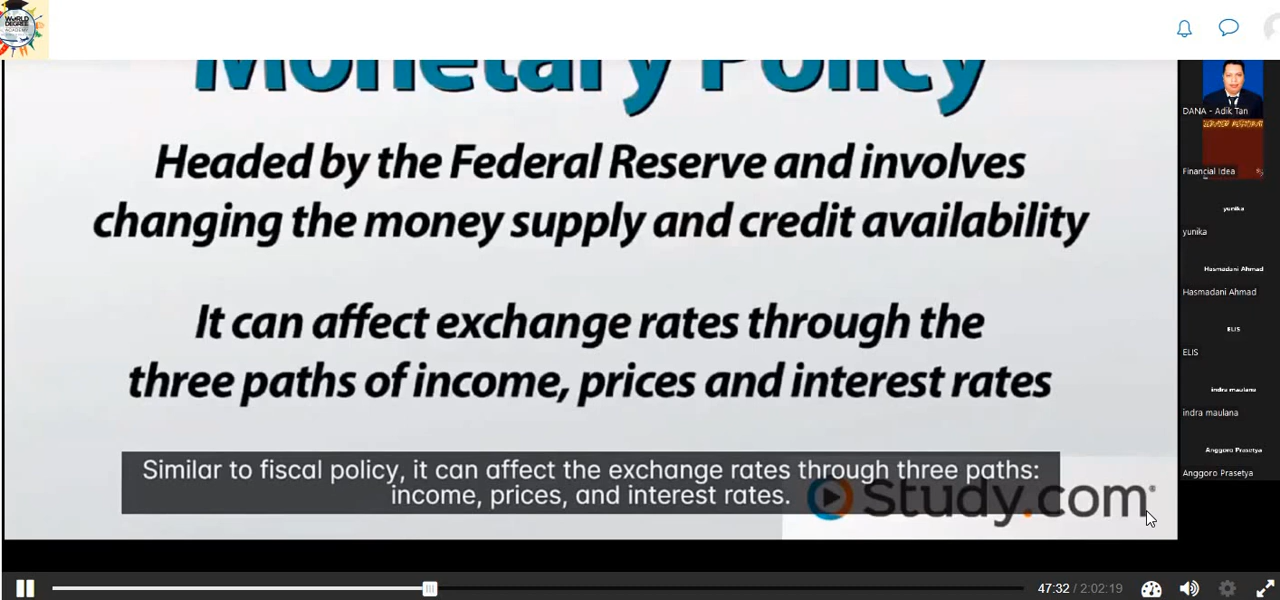 WORLD
DEGREE
ACADEMY
Monetary Policy
Headed by the Federal Reserve and involves
changing the money supply and credit availability
It can affect exchange rates through the
three paths of income, prices and interest rates
Similar to fiscal policy, it can affect the exchange rates through three paths:
income, prices, and interest rates.
Study.com
DANA - Adik Tan
Financial Idea
yunika
yunika
Hasmadani Ahmad
Hasmadani Ahmad
ELIS
ELIS
indra maulana
indra maulana
Anggoro Prasetya
Anggoro Prasetya
47:32 / 2:02:19